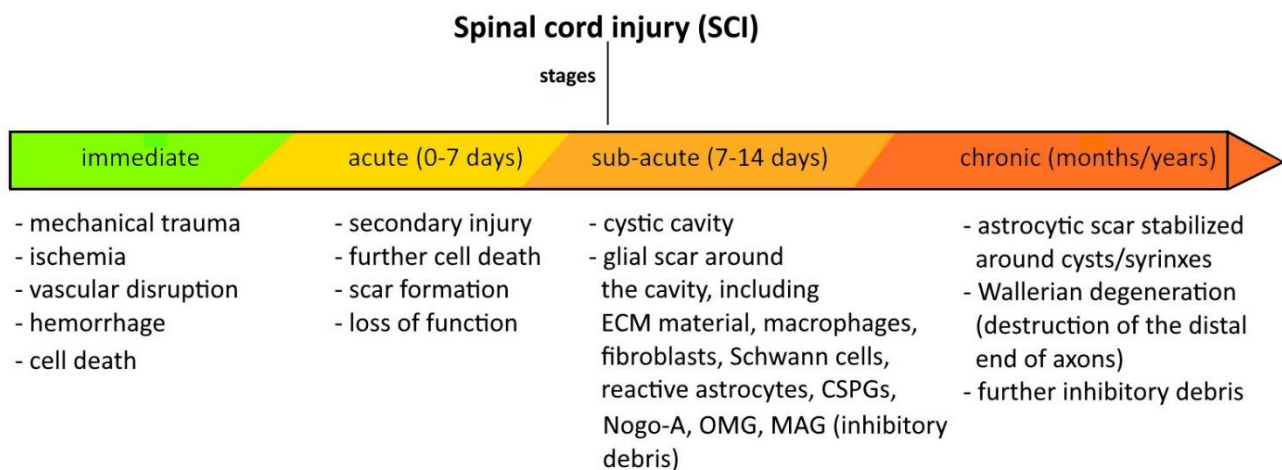 Spinal cord injury (SCI)
stages
immediate
acute (0-7 days)
sub-acute (7-14 days)
chronic (months/years)
- mechanical trauma
- ischemia
- vascular disruption
- hemorrhage
- cell death
- secondary injury
- further cell death
- scar formation
- loss of function
- cystic cavity
- glial scar around
the cavity, including
ECM material, macrophages,
fibroblasts, Schwann cells,
reactive astrocytes, CSPGs,
Nogo-A, OMG, MAG (inhibitory
debris)
- astrocytic scar stabilized
around cysts/syrinxes
- Wallerian degeneration
(destruction of the distal
end of axons)
- further inhibitory debris